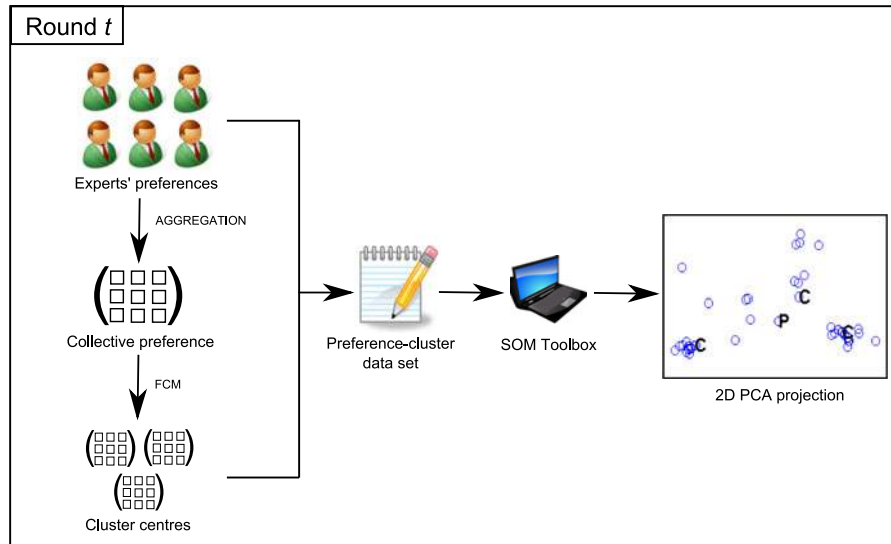 Round t
Experts' preferences
AGGREGATION
Collective preference
FCM
Cluster centres
Preference-cluster
data set
SOM Toolbox
C
P
C
C
2D PCA projection